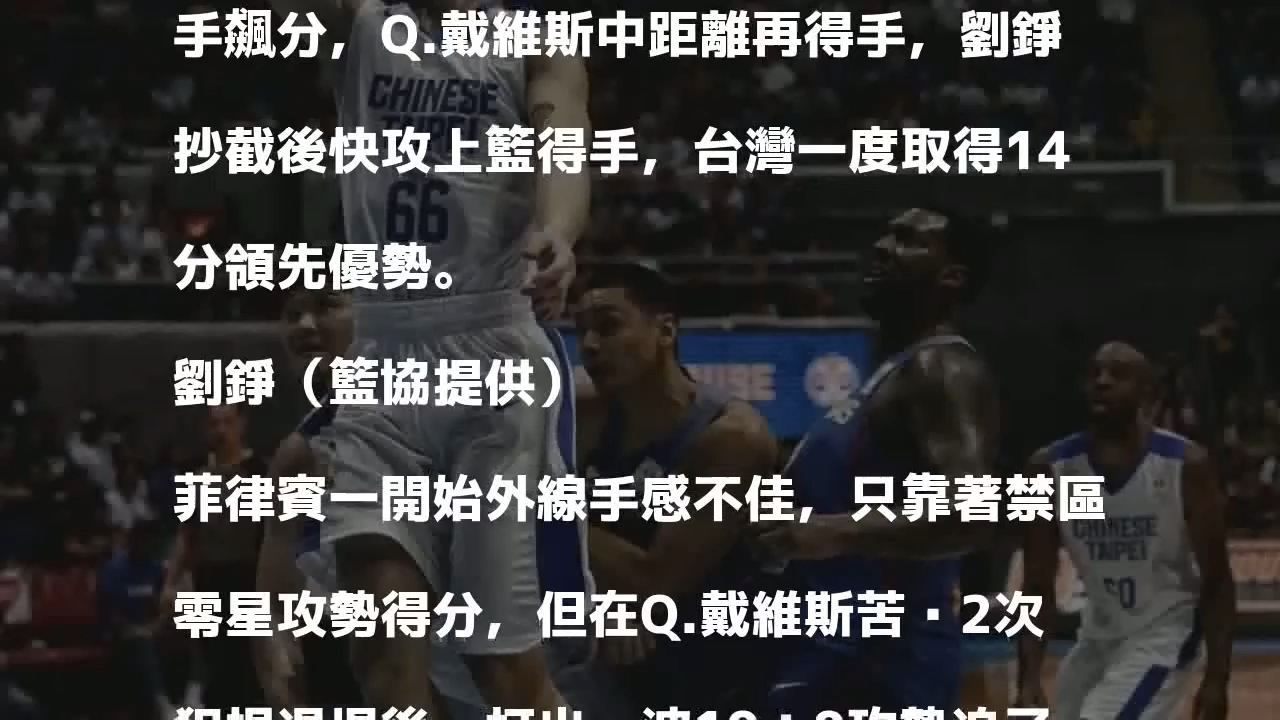 手飆分，Q.戴維斯中距離再得手，劉錚
抄截後快攻上籃得手，台灣一度取得14
分領先優勢。
劉錚（籃協提供）
菲律賓一開始外線手感不佳，只靠著禁區
零星攻勢得分，但在Q.戴維斯苦·2次
CHINESE
TAIPEI
66
CHINESE
TAIPEI